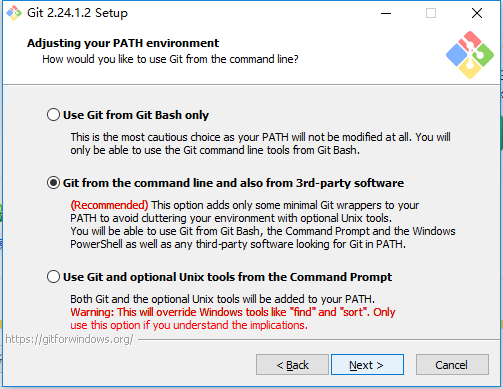 Git 2.24.1.2 Setup
Adjusting your PATH environment
How would you like to use Git from the command line?
Use Git from Git Bash only
This is the most cautious choice as your PATH will not be modified at all. You will
only be able to use the Git command line tools from Git Bash.
Git from the command line and also from 3rd-party software
(Recommended) This option adds only some minimal Git wrappers to your
PATH to avoid cluttering your environment with optional Unix tools.
You will be able to use Git from Git Bash, the Command Prompt and the Windows
PowerShell as well as any third-party software looking for Git in PATH.
Use Git and optional Unix tools from the Command Prompt
Both Git and the optional Unix tools will be added to your PATH.
Warning: This will override Windows tools like "find" and "sort". Only
use this option if you understand the implications.
https://gitforwindows.org/
< Back
Next >
Cancel